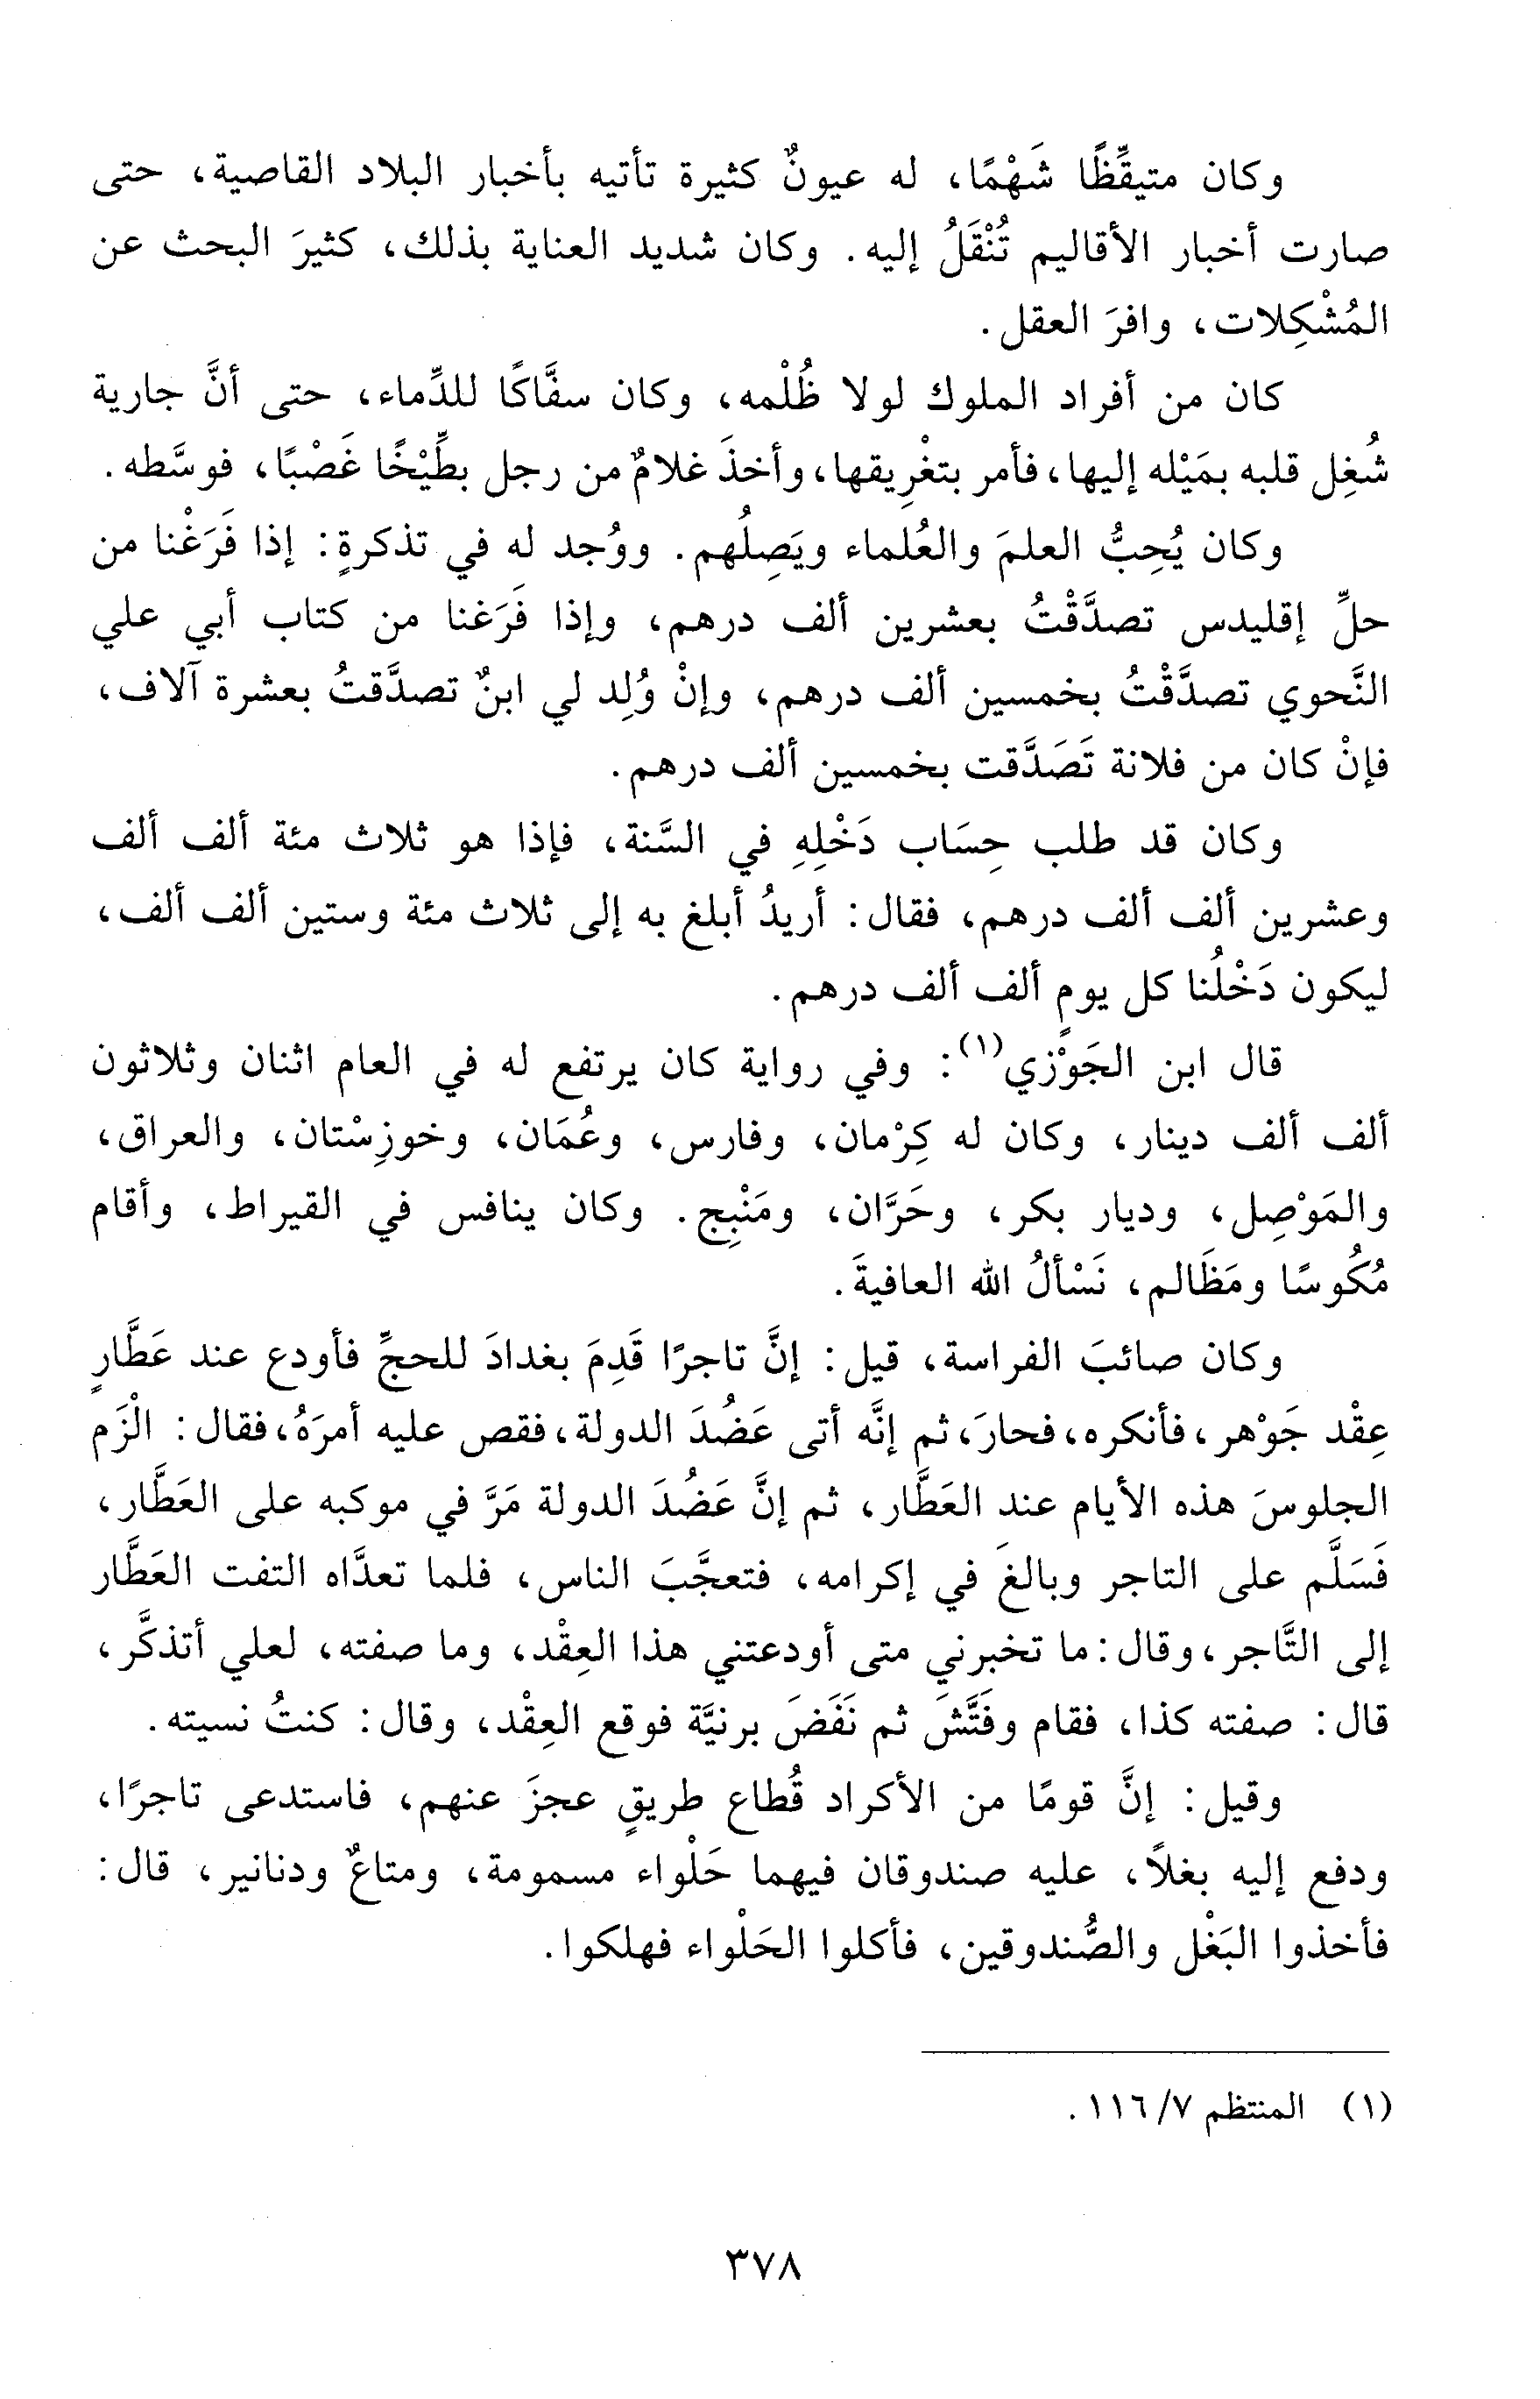 وكان متيقِّظًا شَهْمًا، له عيونٌ كثيرة تأتيه بأخبار البلاد القاصية، حتى
صارت أخبار الأقاليم تُنْقَلُ إليه. وكان شديد العناية بذلك، كثيرَ البحث عن
المُشْكِلات، وافرَ العقل.
كان من أفراد الملوك لولا ظُلْمه، وكان سفَّاكًا للدِّماء، حتى أنَّ جارية
شُغِل قلبه بمَيْله إليها، فأمر بتغْرِيقها، وأخذَ غلامٌ من رجل بطِّيْخًا غَصْبًا، فوسَّطه.
وكان يُحِبُّ العلمَ والعُلماء ويَصِلُهم. ووُجد له في تذكرةٍ: إذا فَرَغْنا من
حلِّ إقليدس تصدَّقْتُ بعشرين ألف درهم، وإذا فَرَغنا من كتاب أبي علي
النَّحوي تصدَّقْتُ بخمسين ألف درهم، وإنْ وُلِد لي ابنٌ تصدَّقتُ بعشرة آلاف،
فإنْ كان من فلانة تَصَدَّقت بخمسين ألف درهم.
وكان قد طلب حِسَاب دَخْلِهِ في السَّنة، فإذا هو ثلاث مئة ألف ألف
وعشرين ألف ألف درهم، فقال: أريدُ أبلغ به إلى ثلاث مئة وستين ألف ألف،
ليكون دَخْلُنا كل يومٍ ألف ألف درهم.
قال ابن الجَوْزي(١): وفي رواية كان يرتفع له في العام اثنان وثلاثون
ألف ألف دينار، وكان له كِرْمان، وفارس، وعُمَان، وخوزِسْتان، والعراق،
والمَوْصِل، وديار بكر، وحَرَّان، ومَنْبِج. وكان ينافس في القيراط، وأقام
مُكُوسًا ومَظَالم، نَسْألُ الله العافيةَ.
وكان صائبَ الفراسة، قيل: إنَّ تاجرًا قَدِمَ بغدادَ للحجِّ فأودع عند عَطَّارٍ
عِقْد جَوْهر، فأنكره، فحارَ، ثم إنَّه أتى عَضُدَ الدولة، فقص عليه أمرَهُ، فقال: الْزَم
الجلوسَ هذه الأيام عند العَطَّار، ثم إنَّ عَضُدَ الدولة مَرَّ في موكبه على العَطَّار،
فَسَلَّم على التاجر وبالغَ في إكرامه، فتعجَّبَ الناس، فلما تعدَّاه التفت العَطَّار
إلى التَّاجر، وقال: ما تخبرني متى أودعتني هذا العِقْد، وما صفته، لعلي أتذكَّر،
قال: صفته كذا، فقام وفَتَّشَ ثم نَفَضَ برنيَّة فوقع العِقْد، وقال: كنتُ نسيته.
وقيل: إنَّ قومًا من الأكراد قُطاع طريقٍ عجزَ عنهم، فاستدعى تاجرًا،
ودفع إليه بغلاً، عليه صندوقان فيهما حَلْواء مسمومة، ومتاعٌ ودنانير، قال:
فأخذوا البَغْل والصُّندوقين، فأكلوا الحَلْواء فهلكوا.
(١) المنتظم ٧/ ١١٦.
٣٧٨